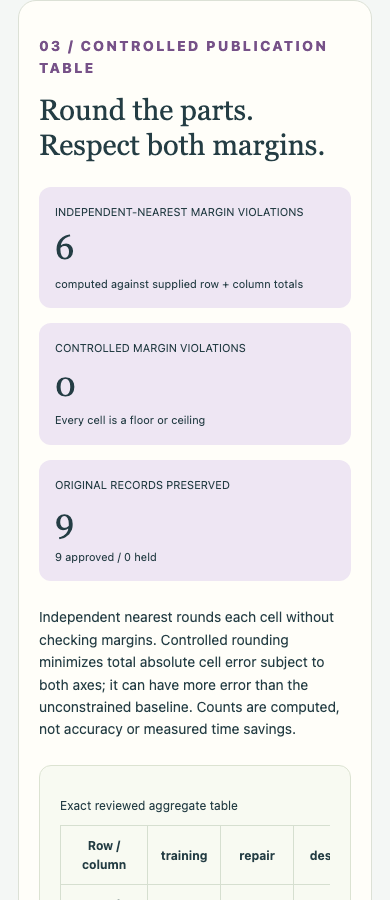 03 / CONTROLLED PUBLICATION
TABLE
Round the parts.
Respect both margins.
INDEPENDENT-NEAREST MARGIN VIOLATIONS
6
computed against supplied row + column totals
CONTROLLED MARGIN VIOLATIONS
0
Every cell is a floor or ceiling
ORIGINAL RECORDS PRESERVED
9
9 approved / 0 held
Independent nearest rounds each cell without
checking margins. Controlled rounding
minimizes total absolute cell error subject to
both axes; it can have more error than the
unconstrained baseline. Counts are computed,
not accuracy or measured time savings.
Exact reviewed aggregate table
Row / column training repair